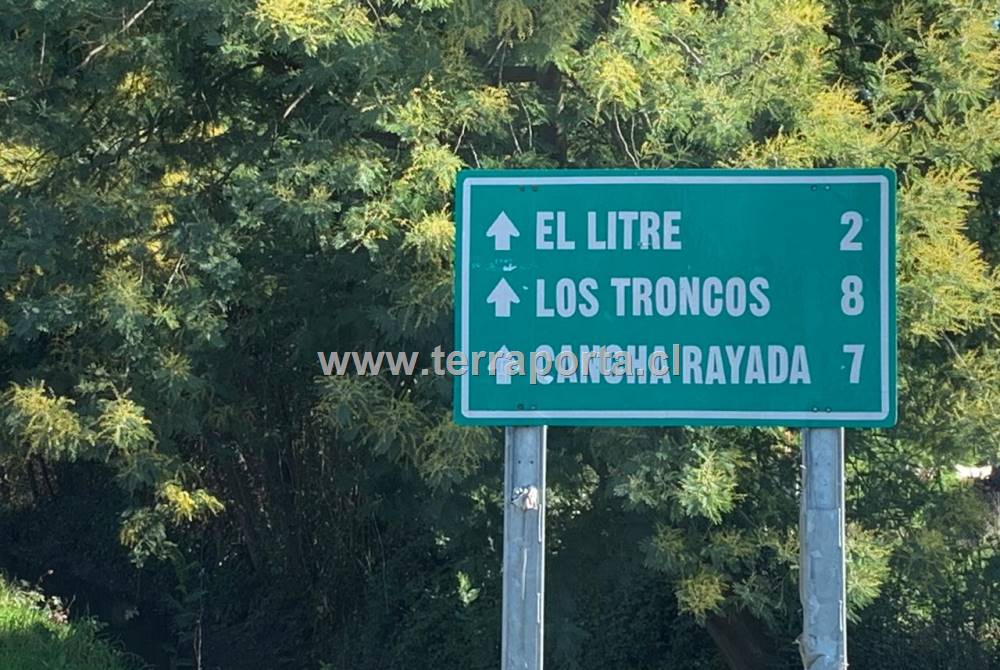 EL LITRE 2
LOS TRONCOS 8
CANCHA RAYADA 7
www.terraporta.cl